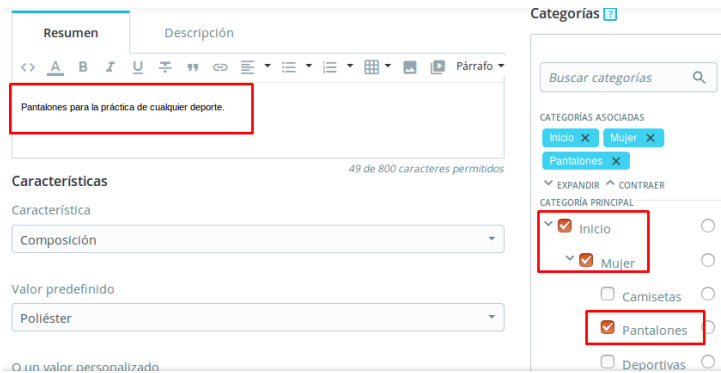 Resumen
Descripción
Párrafo
Pantalones para la práctica de cualquier deporte.
49 de 800 caracteres permitidos
Características
Característica
Composición
Valor predefinido
Poliéster
O un valor personalizado
Categorías ?
Buscar categorías
CATEGORÍAS ASOCIADAS
Inicio X Mujer X
Pantalones X
EXPANDIR CONTRAER
CATEGORÍA PRINCIPAL
Inicio
Mujer
Camisetas
Pantalones
Deportivas